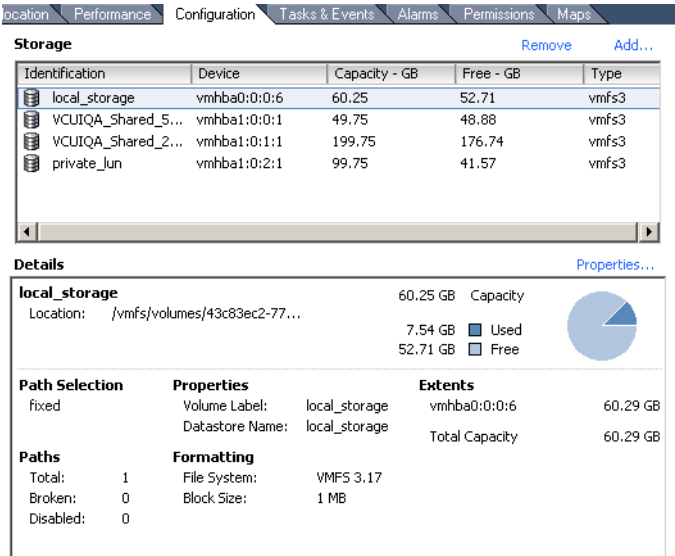 location Performance Configuration Tasks & Events Alarms Permissions Maps
Storage Remove Add...
Identification Device Capacity - GB Free - GB Type
local_storage vmhba0:0:0:6 60.25 52.71 vmfs3
VCUIQA_Shared_5... vmhba1:0:0:1 49.75 48.88 vmfs3
VCUIQA_Shared_2... vmhba1:0:1:1 199.75 176.74 vmfs3
private_lun vmhba1:0:2:1 99.75 41.57 vmfs3
Details Properties...
local_storage 60.25 GB Capacity
Location: /vmfs/volumes/43c83ec2-77...
7.54 GB Used
52.71 GB Free
Path Selection Properties Extents
fixed Volume Label: local_storage vmhba0:0:0:6 60.29 GB
Datastore Name: local_storage
Total Capacity 60.29 GB
Paths Formatting
Total: 1 File System: VMFS 3.17
Broken: 0 Block Size: 1 MB
Disabled: 0